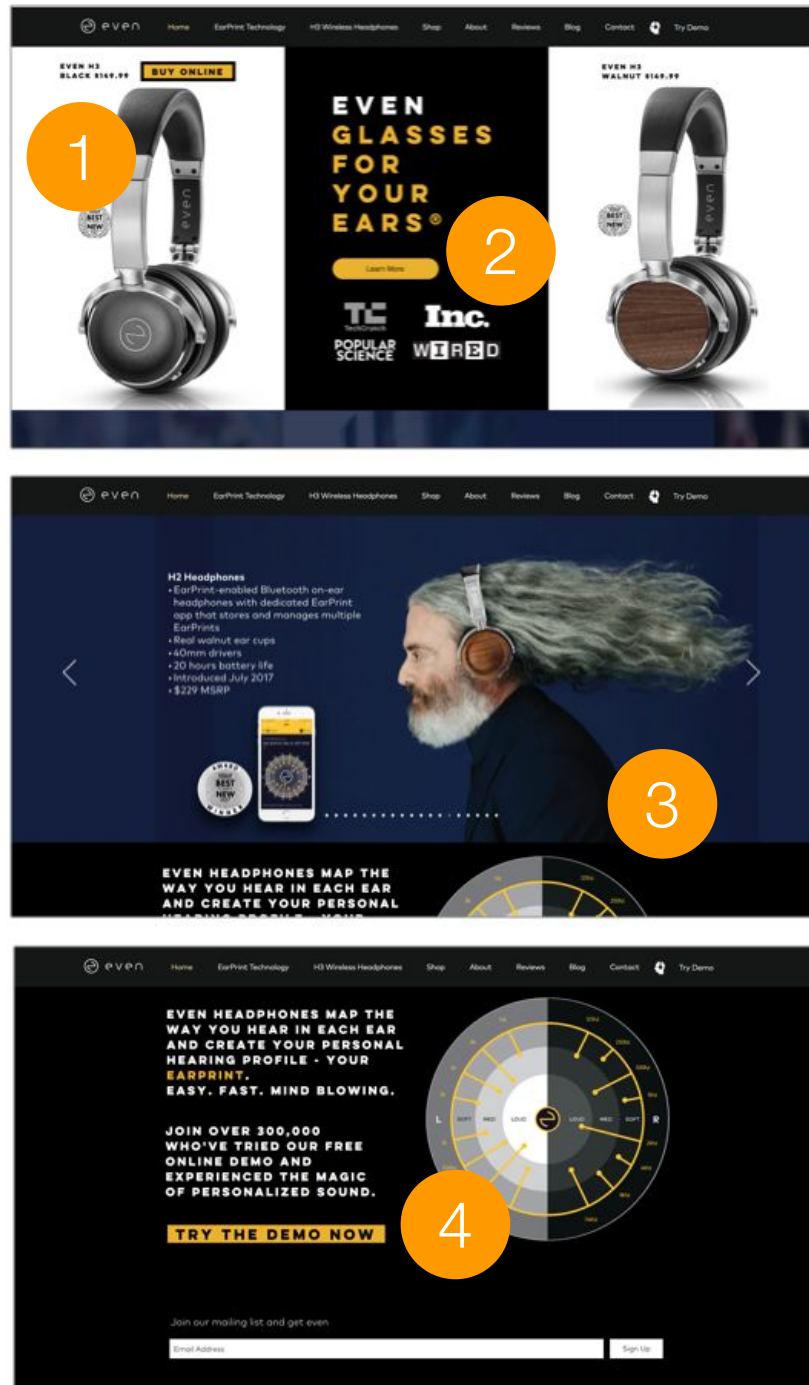 even Home EarPrint Technology H3 Wireless Headphones Shop About Reviews Blog Contact Try Demo
EVEN H3
BLACK $149.99
BUY ONLINE
1
BEST
NEW
even
EVEN
GLASSES
FOR
YOUR
EARS®
2
Learn More
TC
TechCrunch
Inc.
POPULAR
SCIENCE
WIRED
EVEN H3
WALNUT $149.99
BEST
NEW
even
even Home EarPrint Technology H3 Wireless Headphones Shop About Reviews Blog Contact Try Demo
H2 Headphones
• EarPrint-enabled Bluetooth on-ear
headphones with dedicated EarPrint
app that stores and manages multiple
EarPrints
• Real walnut ear cups
• 40mm drivers
• 20 hours battery life
• Introduced July 2017
• $229 MSRP
AWARD
BEST
NEW
WINNER
3
EVEN HEADPHONES MAP THE
WAY YOU HEAR IN EACH EAR
AND CREATE YOUR PERSONAL
HEARING PROFILE - YOUR
even Home EarPrint Technology H3 Wireless Headphones Shop About Reviews Blog Contact Try Demo
EVEN HEADPHONES MAP THE
WAY YOU HEAR IN EACH EAR
AND CREATE YOUR PERSONAL
HEARING PROFILE - YOUR
EARPRINT.
EASY. FAST. MIND BLOWING.
JOIN OVER 300,000
WHO'VE TRIED OUR FREE
ONLINE DEMO AND
EXPERIENCED THE MAGIC
OF PERSONALIZED SOUND.
TRY THE DEMO NOW
4
L SOFT MED LOUD LOUD MED SOFT R
Join our mailing list and get even
Email Address
Sign Up